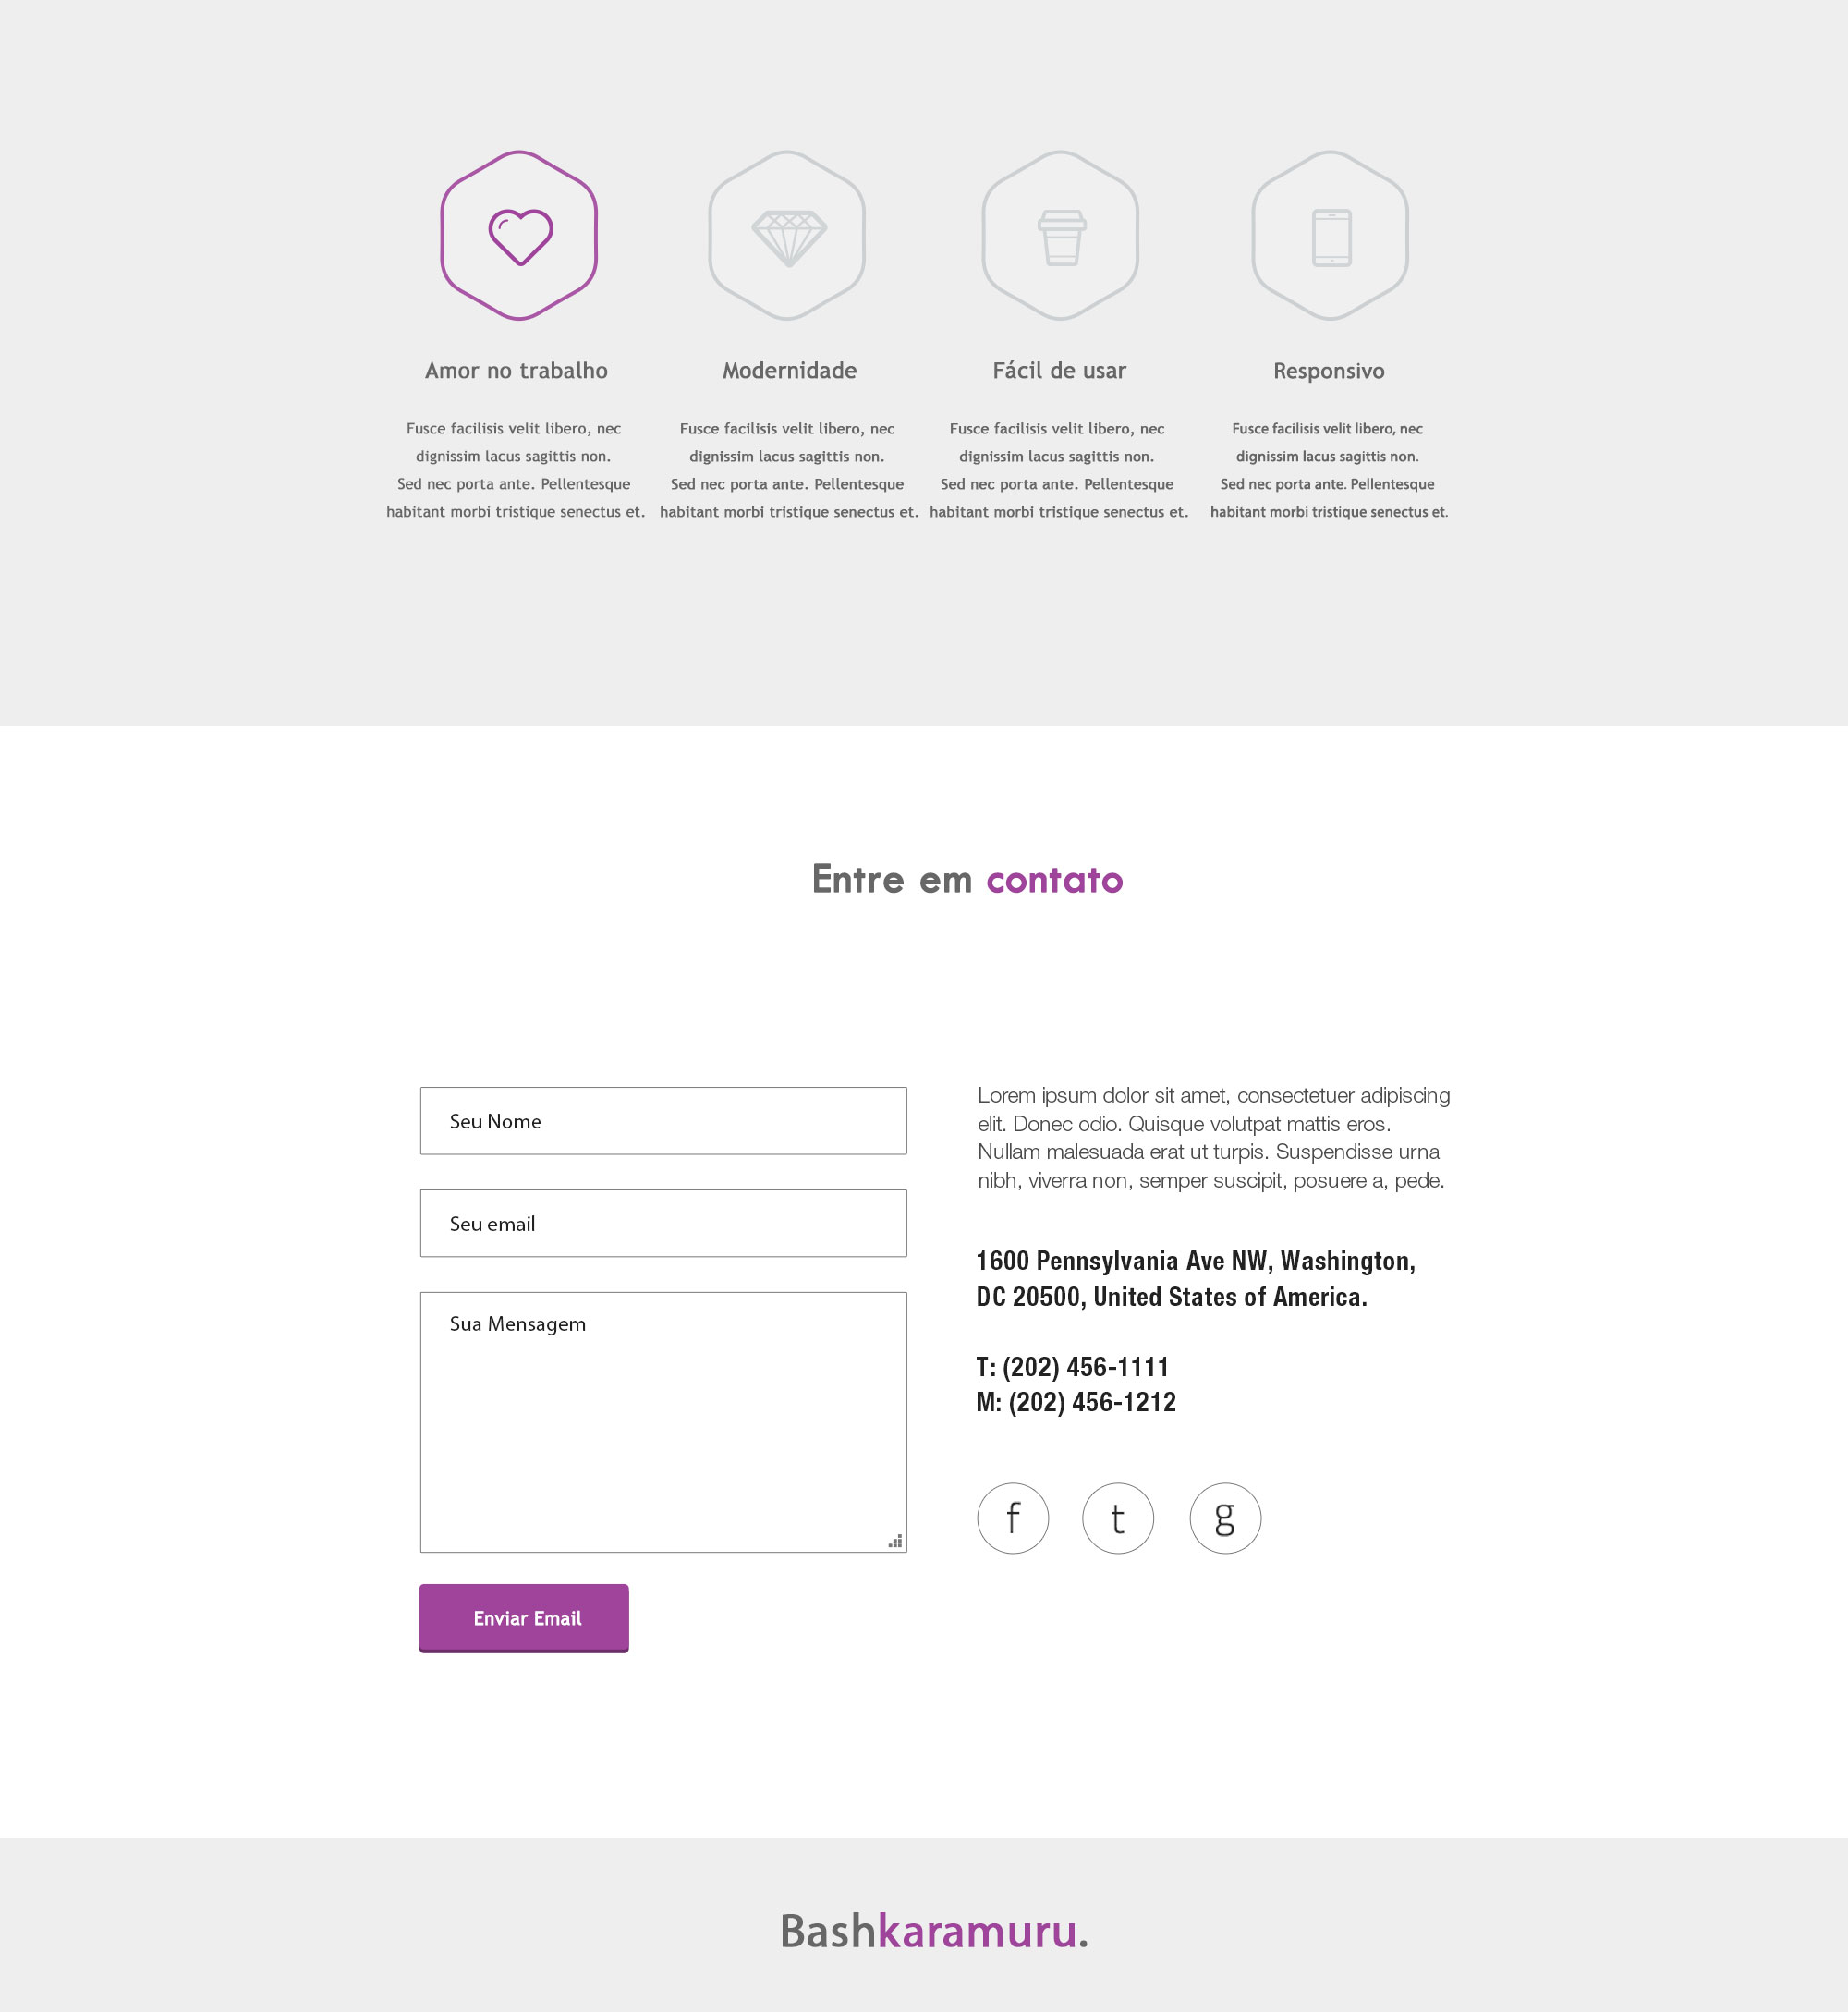 Amor no trabalho
Fusce facilisis velit libero, nec
dignissim lacus sagittis non.
Sed nec porta ante. Pellentesque
habitant morbi tristique senectus et.
Modernidade
Fusce facilisis velit libero, nec
dignissim lacus sagittis non.
Sed nec porta ante. Pellentesque
habitant morbi tristique senectus et.
Fácil de usar
Fusce facilisis velit libero, nec
dignissim lacus sagittis non.
Sed nec porta ante. Pellentesque
habitant morbi tristique senectus et.
Responsivo
Fusce facilisis velit libero, nec
dignissim lacus sagittis non.
Sed nec porta ante. Pellentesque
habitant morbi tristique senectus et.
Entre em contato
Seu Nome
Seu email
Sua Mensagem
Enviar Email
Lorem ipsum dolor sit amet, consectetuer adipiscing
elit. Donec odio. Quisque volutpat mattis eros.
Nullam malesuada erat ut turpis. Suspendisse urna
nibh, viverra non, semper suscipit, posuere a, pede.
1600 Pennsylvania Ave NW, Washington,
DC 20500, United States of America.
T: (202) 456-1111
M: (202) 456-1212
f t g
Bashkaramuru.